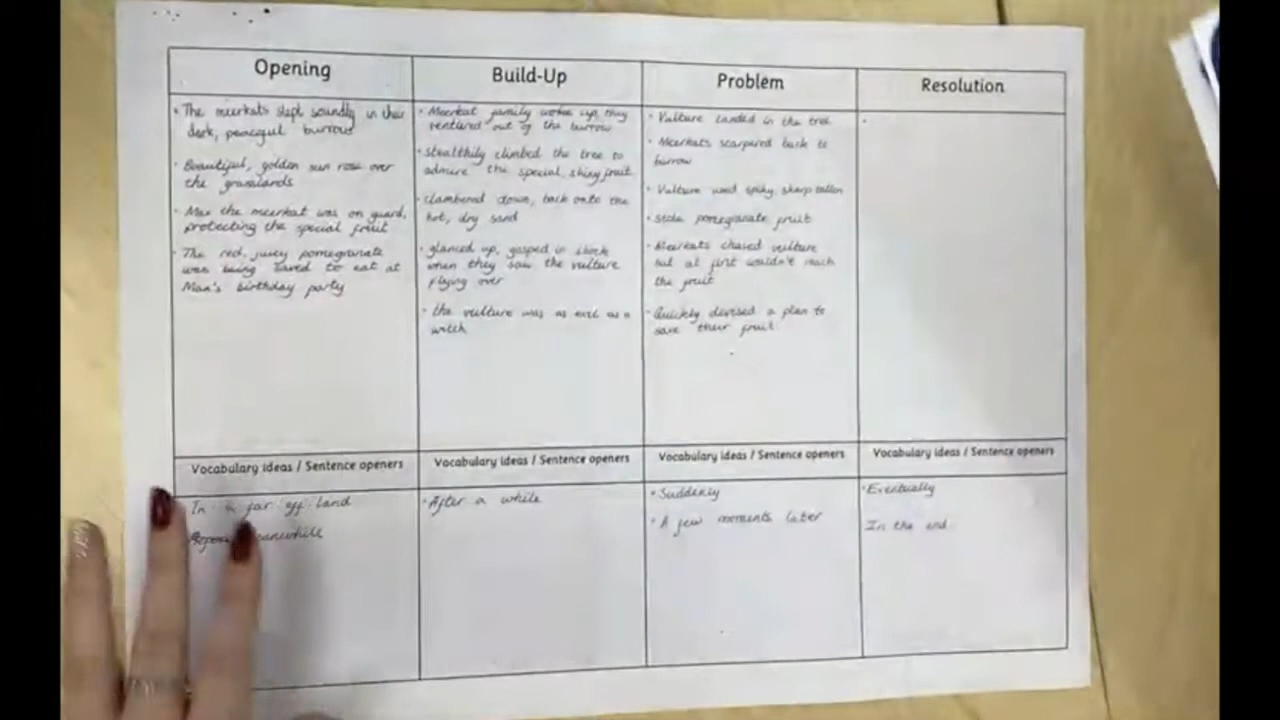 Opening
Build-Up
Problem
Resolution
• The meerkats slept soundly in their
dark, peaceful burrows
• Beautiful, golden sun rose over
the grasslands
• Max the meerkat was on guard,
protecting the special fruit
• The red, juicy pomegranate
was being saved to eat at
Max's birthday party
• Meerkat family woke up, they
ventured out of the burrow
• stealthily climbed the tree to
admire the special, shiny fruit
• clambered down, back onto the
hot, dry sand
• glanced up, gasped in shock
when they saw the vulture
flying over
• the vulture was as evil as a
witch
• Vulture landed in the tree
• Meerkats scarpered back to
burrow
• Vulture used spiky, sharp tallon
• stole pomegranate fruit
• Meerkats chased vulture
but at first couldn't reach
the fruit
• Quickly devised a plan to
save their fruit
Vocabulary ideas / Sentence openers
Vocabulary ideas / Sentence openers
Vocabulary ideas / Sentence openers
Vocabulary ideas / Sentence openers
In a far off land
• After a while
• Suddenly
• A few moments later
• Eventually
In the end